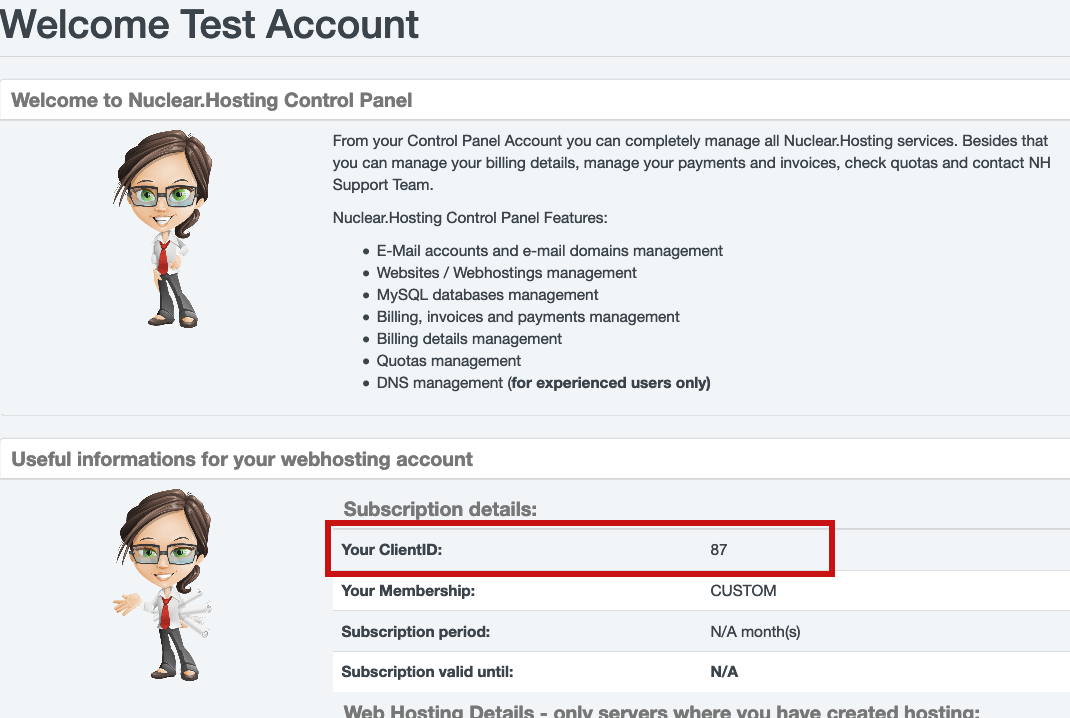 Welcome Test Account
Welcome to Nuclear.Hosting Control Panel
From your Control Panel Account you can completely manage all Nuclear.Hosting services. Besides that
you can manage your billing details, manage your payments and invoices, check quotas and contact NH
Support Team.
Nuclear.Hosting Control Panel Features:
• E-Mail accounts and e-mail domains management
• Websites / Webhostings management
• MySQL databases management
• Billing, invoices and payments management
• Billing details management
• Quotas management
• DNS management (for experienced users only)
Useful informations for your webhosting account
Subscription details:
Your ClientID: 87
Your Membership: CUSTOM
Subscription period: N/A month(s)
Subscription valid until: N/A
Web Hosting Details - only servers where you have created hosting: